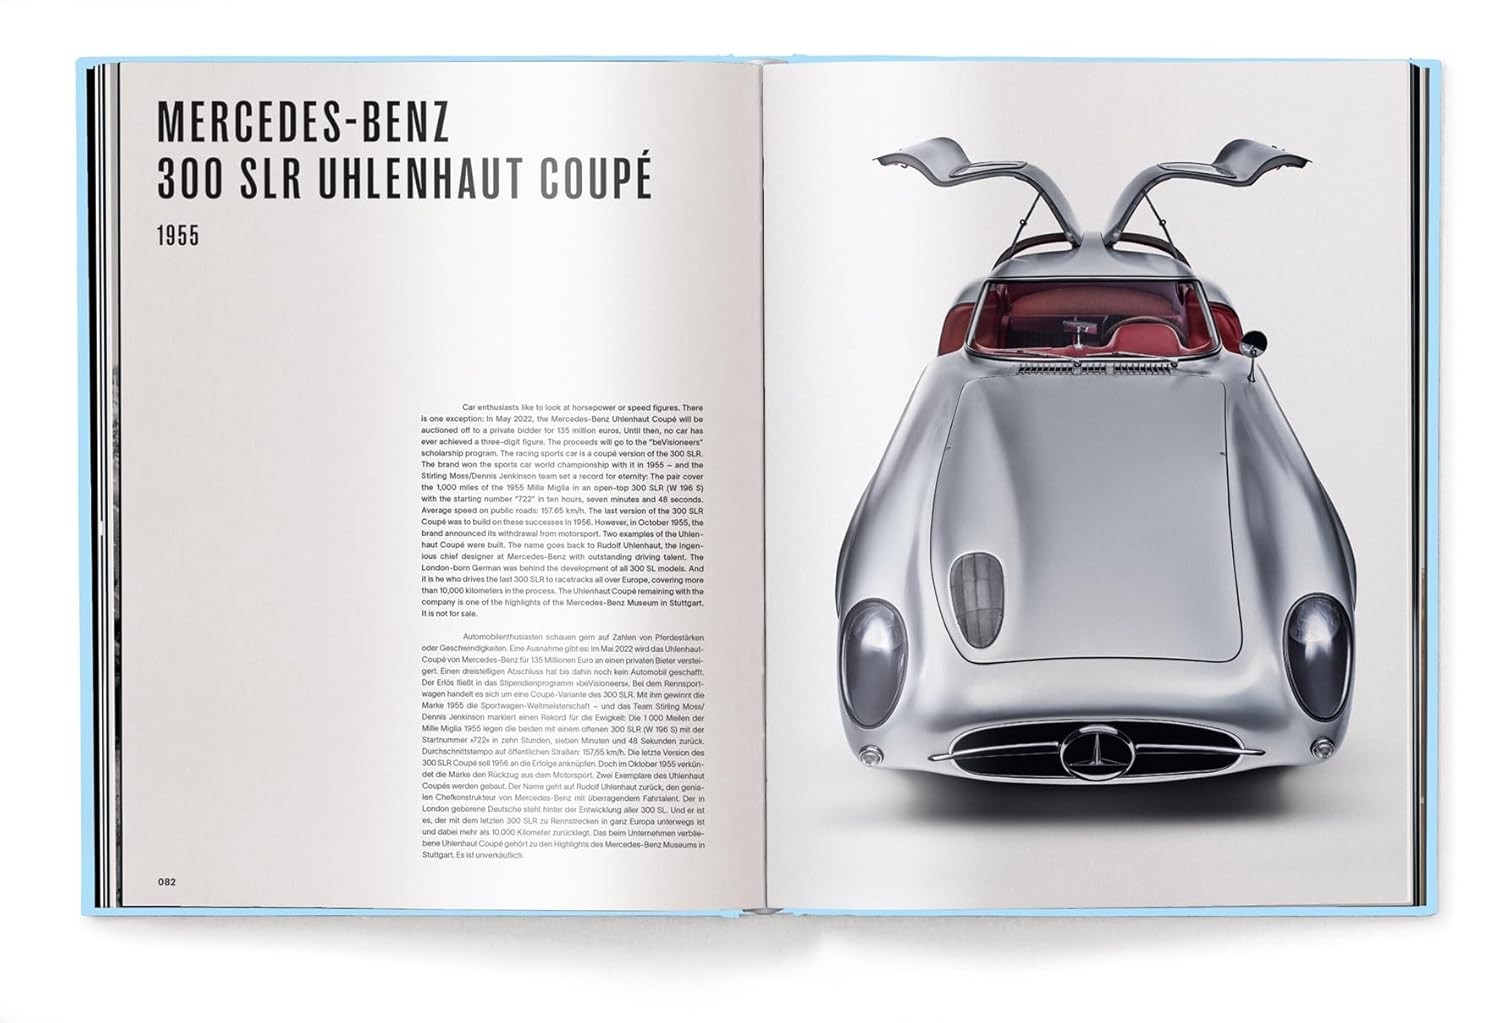 MERCEDES-BENZ
300 SLR UHLENHAUT COUPÉ
1955
Car enthusiasts like to look at horsepower or speed figures. There
is one exception: In May 2022, the Mercedes-Benz Uhlenhaut Coupé will be
auctioned off to a private bidder for 135 million euros. Until then, no car has
ever achieved a three-digit figure. The proceeds will go to the "beVisioneers"
scholarship program. The racing sports car is a coupé version of the 300 SLR.
The brand won the sports car world championship with it in 1955 – and the
Stirling Moss/Dennis Jenkinson team set a record for eternity: The pair cover
the 1,000 miles of the 1955 Mille Miglia in an open-top 300 SLR (W 196 S)
with the starting number "722" in ten hours, seven minutes and 48 seconds.
Average speed on public roads: 157.65 km/h. The last version of the 300 SLR
Coupé was to build on these successes in 1956. However, in October 1955, the
brand announced its withdrawal from motorsport. Two examples of the Uhlen-
haut Coupé were built. The name goes back to Rudolf Uhlenhaut, the ingen-
ious chief designer at Mercedes-Benz with outstanding driving talent. The
London-born German was behind the development of all 300 SL models. And
it is he who drives the last 300 SLR to racetracks all over Europe, covering more
than 10,000 kilometers in the process. The Uhlenhaut Coupé remaining with the
company is one of the highlights of the Mercedes-Benz Museum in Stuttgart.
It is not for sale.
Automobilenthusiasten schauen gern auf Zahlen von Pferdestärken
oder Geschwindigkeiten. Eine Ausnahme gibt es: Im Mai 2022 wird das Uhlenhaut-
Coupé von Mercedes-Benz für 135 Millionen Euro an einen privaten Bieter verstei-
gert. Einen dreistelligen Abschluss hat bis dahin noch kein Automobil geschafft.
Der Erlös fließt in das Stipendienprogramm »beVisioneers«. Bei dem Rennsport-
wagen handelt es sich um eine Coupé-Variante des 300 SLR. Mit ihm gewinnt die
Marke 1955 die Sportwagen-Weltmeisterschaft – und das Team Stirling Moss/
Dennis Jenkinson markiert einen Rekord für die Ewigkeit: Die 1 000 Meilen der
Mille Miglia 1955 legen die beiden mit einem offenen 300 SLR (W 196 S) mit der
Startnummer »722« in zehn Stunden, sieben Minuten und 48 Sekunden zurück.
Durchschnittstempo auf öffentlichen Straßen: 157,65 km/h. Die letzte Version des
300 SLR Coupé soll 1956 an die Erfolge anknüpfen. Doch im Oktober 1955 verkün-
det die Marke den Rückzug aus dem Motorsport. Zwei Exemplare des Uhlenhaut
Coupés werden gebaut. Der Name geht auf Rudolf Uhlenhaut zurück, den genia-
len Chefkonstrukteur von Mercedes-Benz mit überragendem Fahrtalent. Der in
London geborene Deutsche steht hinter der Entwicklung aller 300 SL. Und er ist
es, der mit dem letzten 300 SLR zu Rennstrecken in ganz Europa unterwegs ist
und dabei mehr als 10.000 Kilometer zurücklegt. Das beim Unternehmen verblie-
bene Uhlenhaut Coupé gehört zu den Highlights des Mercedes-Benz Museums in
Stuttgart. Es ist unverkäuflich.
082